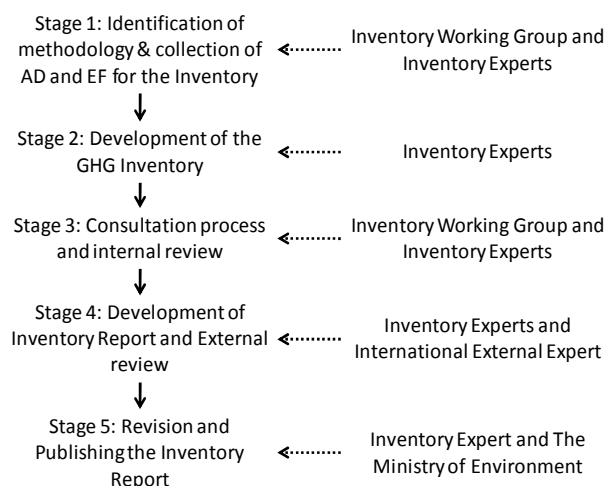 Stage 1: Identification of
methodology & collection of
AD and EF for the Inventory
Inventory Working Group and
Inventory Experts
Stage 2: Development of the
GHG Inventory
Inventory Experts
Stage 3: Consultation process
and internal review
Inventory Working Group and
Inventory Experts
Stage 4: Development of
Inventory Report and External
review
Inventory Experts and
International External Expert
Stage 5: Revision and
Publishing the Inventory
Report
Inventory Expert and The
Ministry of Environment